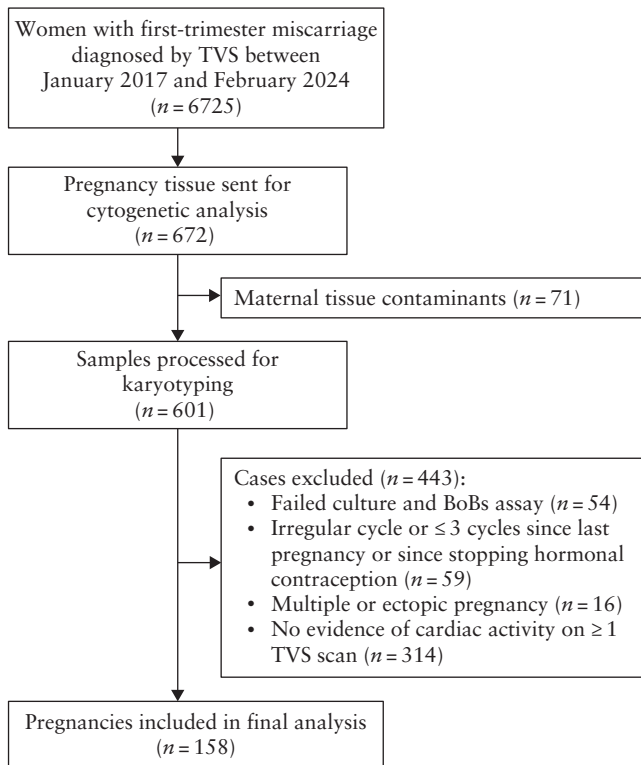 Women with first-trimester miscarriage
diagnosed by TVS between
January 2017 and February 2024
(n = 6725)
Pregnancy tissue sent for
cytogenetic analysis
(n = 672)
Maternal tissue contaminants (n = 71)
Samples processed for
karyotyping
(n = 601)
Cases excluded (n = 443):
• Failed culture and BoBs assay (n = 54)
• Irregular cycle or ≤ 3 cycles since last
pregnancy or since stopping hormonal
contraception (n = 59)
• Multiple or ectopic pregnancy (n = 16)
• No evidence of cardiac activity on ≥ 1
TVS scan (n = 314)
Pregnancies included in final analysis
(n = 158)